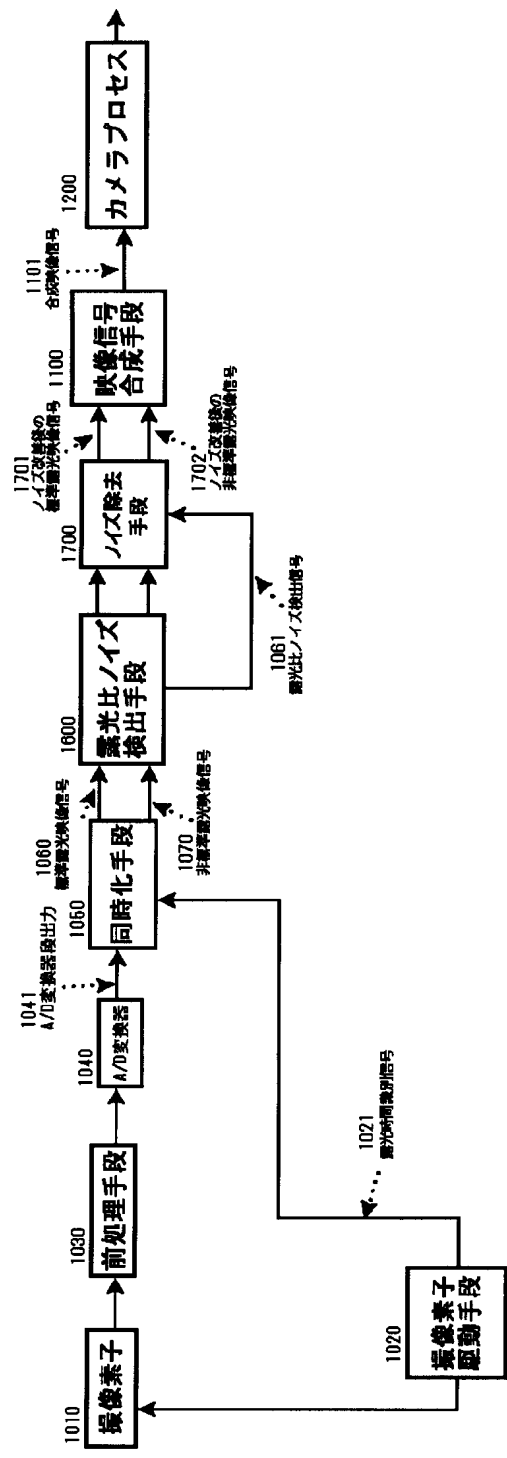 1010
撮像素子
1020
撮像素子
駆動手段
1021
露光時間識別信号
1030
前処理手段
1040
A/D変換器
1041
A/D変換器段出力
1050
同時化手段
1060
標準露光映像信号
1070
非標準露光映像信号
1600
露光比ノイズ
検出手段
1061
露光比ノイズ検出信号
1700
ノイズ除去
手段
1701
ノイズ改善後の
標準露光映像信号
1702
ノイズ改善後の
非標準露光映像信号
1100
映像信号
合成手段
1101
合成映像信号
1200
カメラプロセス